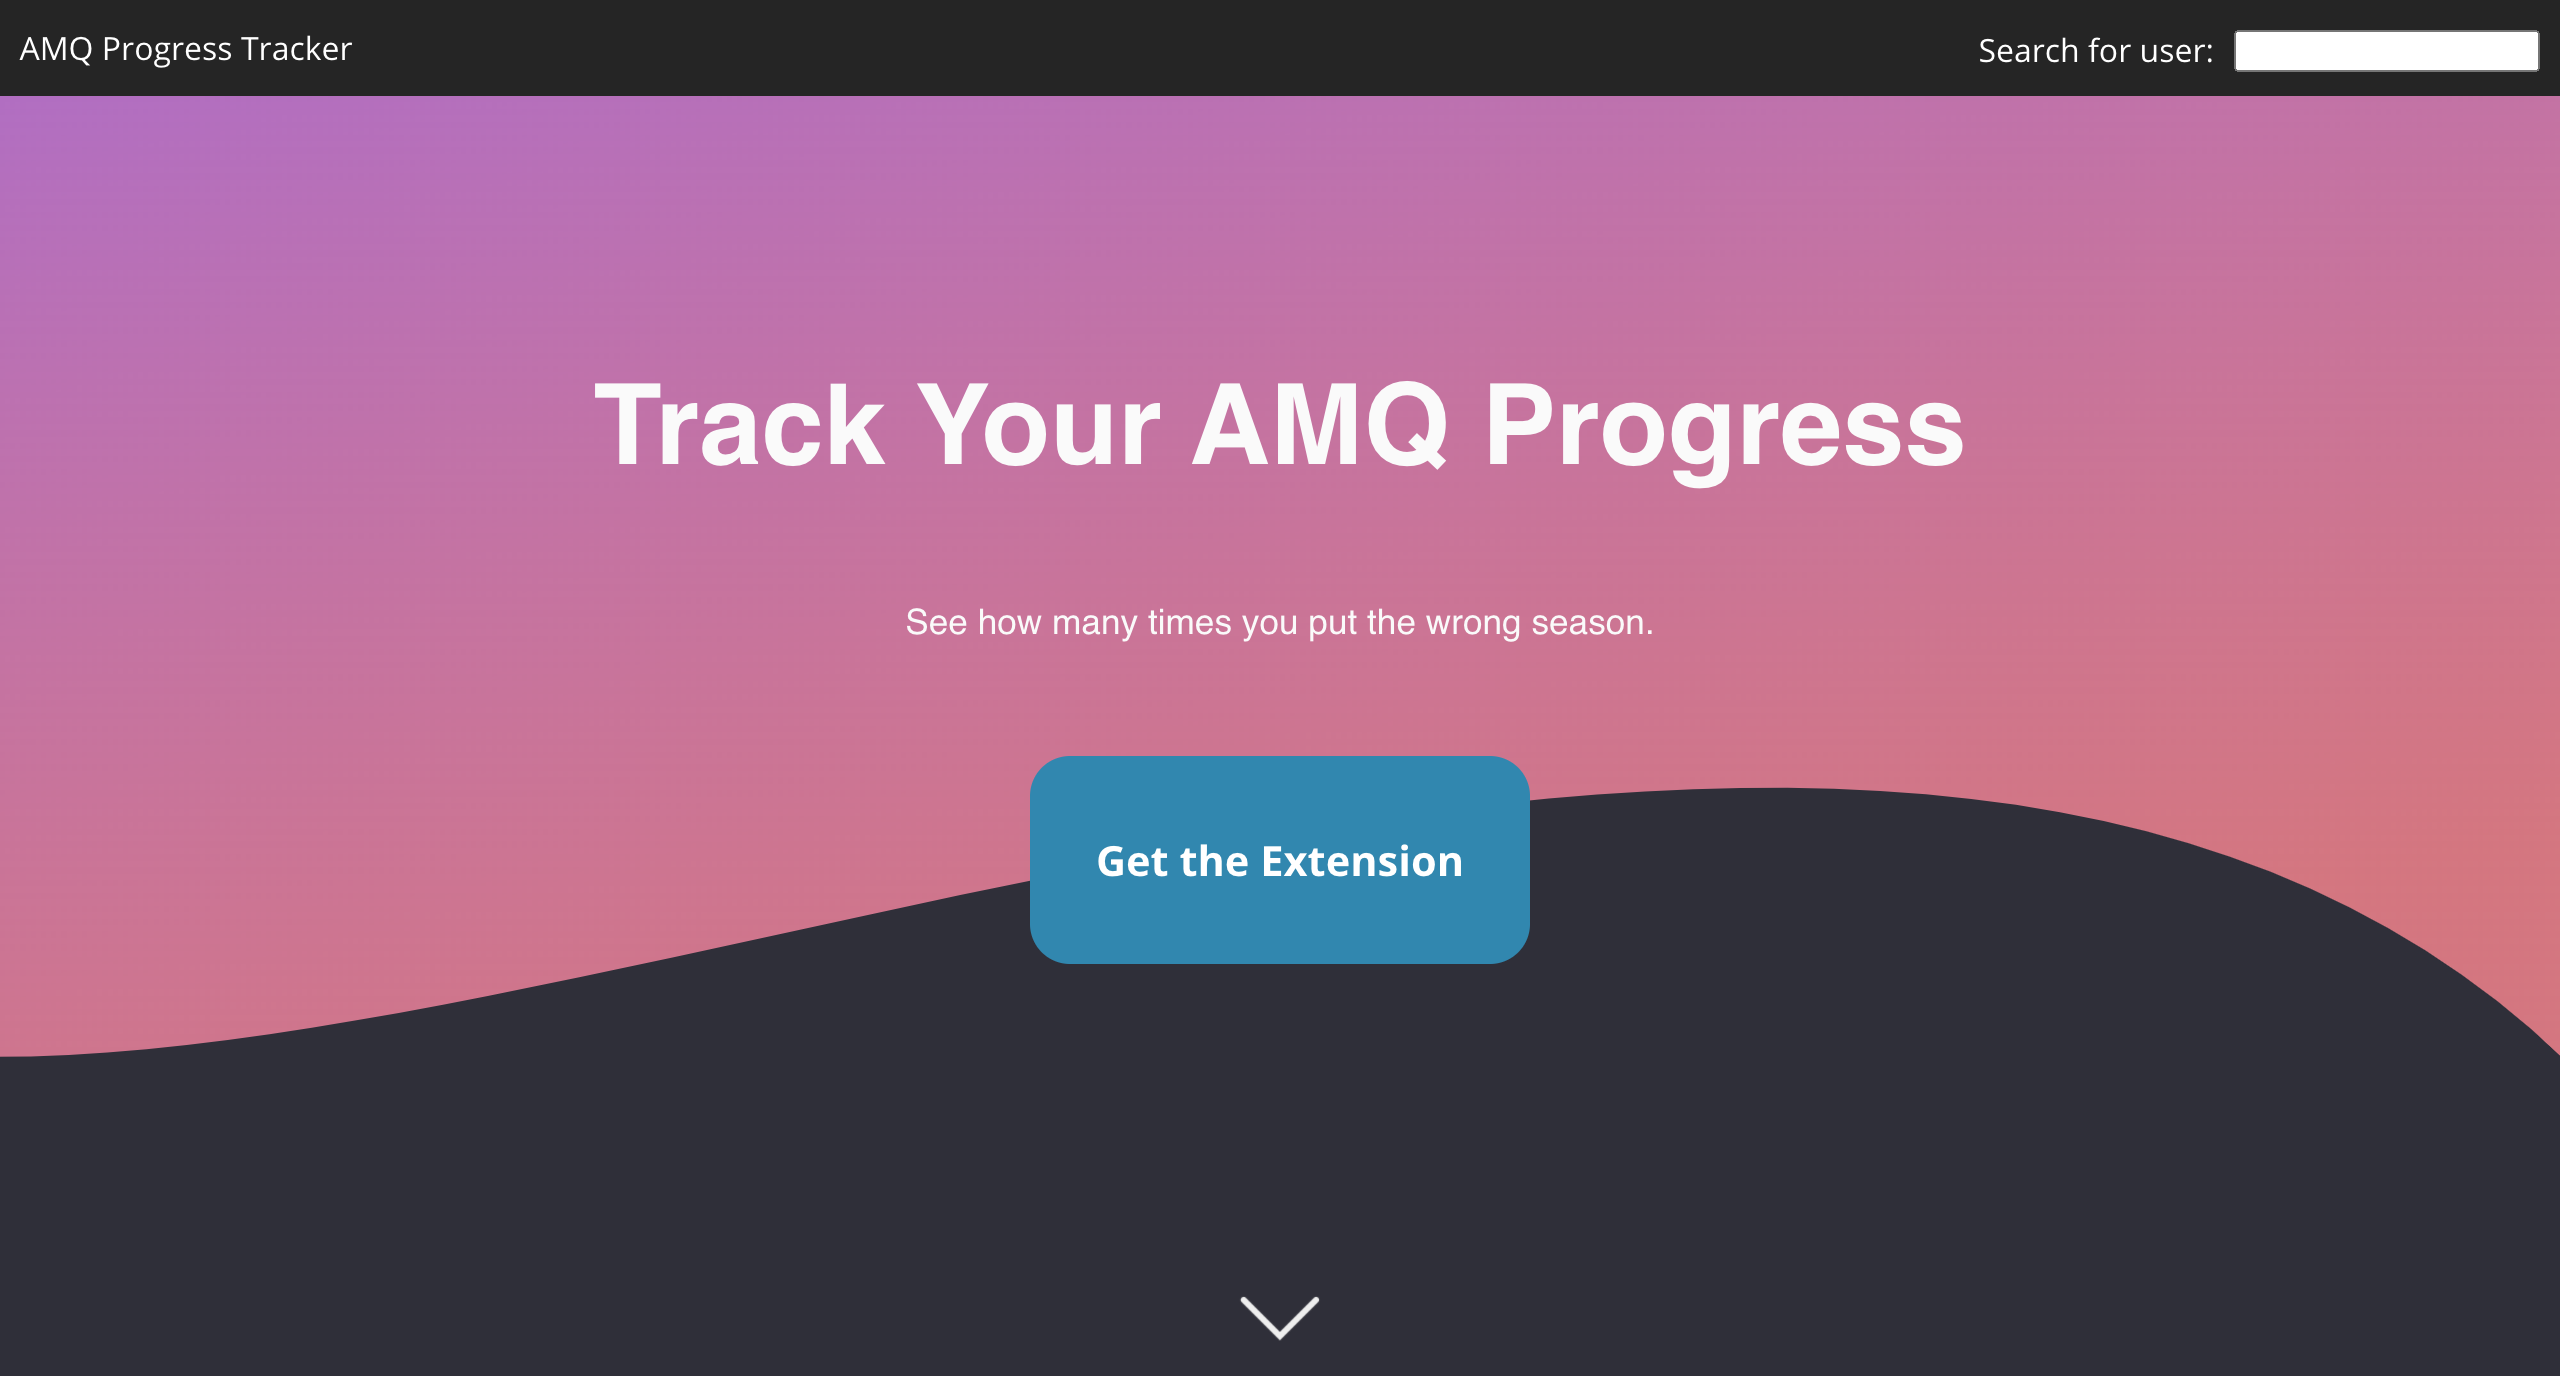 AMQ Progress Tracker
Search for user:
Track Your AMQ Progress
See how many times you put the wrong season.
Get the Extension